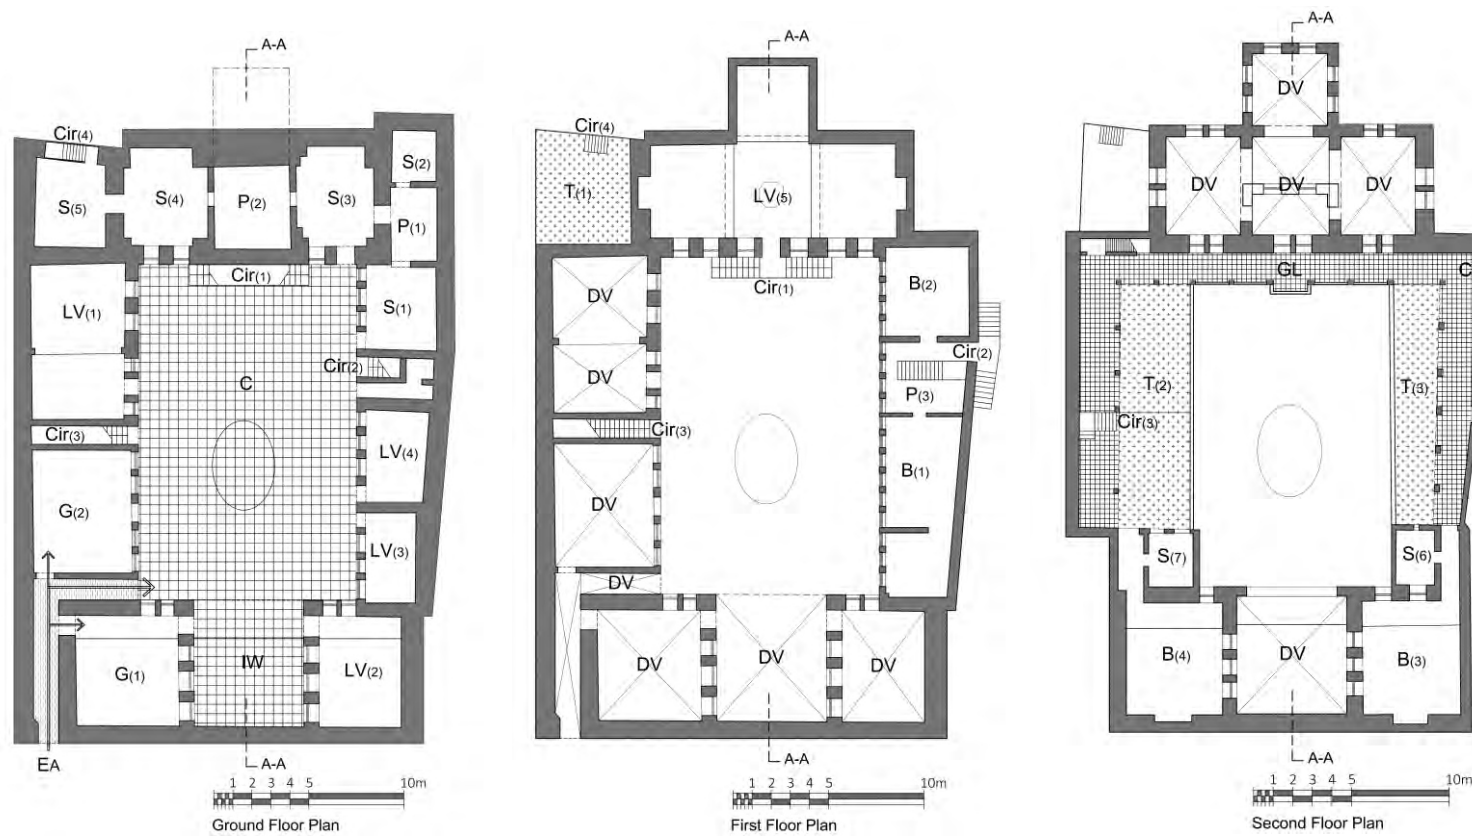 A-A
Cir(4)
S(5)
S(4)
P(2)
S(3)
S(2)
P(1)
Cir(1)
LV(1)
S(1)
Cir(2)
C
Cir(3)
LV(4)
G(2)
LV(3)
G(1)
IW
LV(2)
EA
A-A
1 2 3 4 5 10m
Ground Floor Plan
A-A
Cir(4)
T(1)
LV(5)
Cir(1)
DV
B(2)
DV
Cir(2)
P(3)
Cir(3)
DV
B(1)
DV
DV
DV
DV
A-A
1 2 3 4 5 10m
First Floor Plan
A-A
DV
DV
DV
DV
GL
C
T(2)
T(3)
Cir(3)
S(7)
S(6)
B(4)
DV
B(3)
A-A
1 2 3 4 5 10m
Second Floor Plan